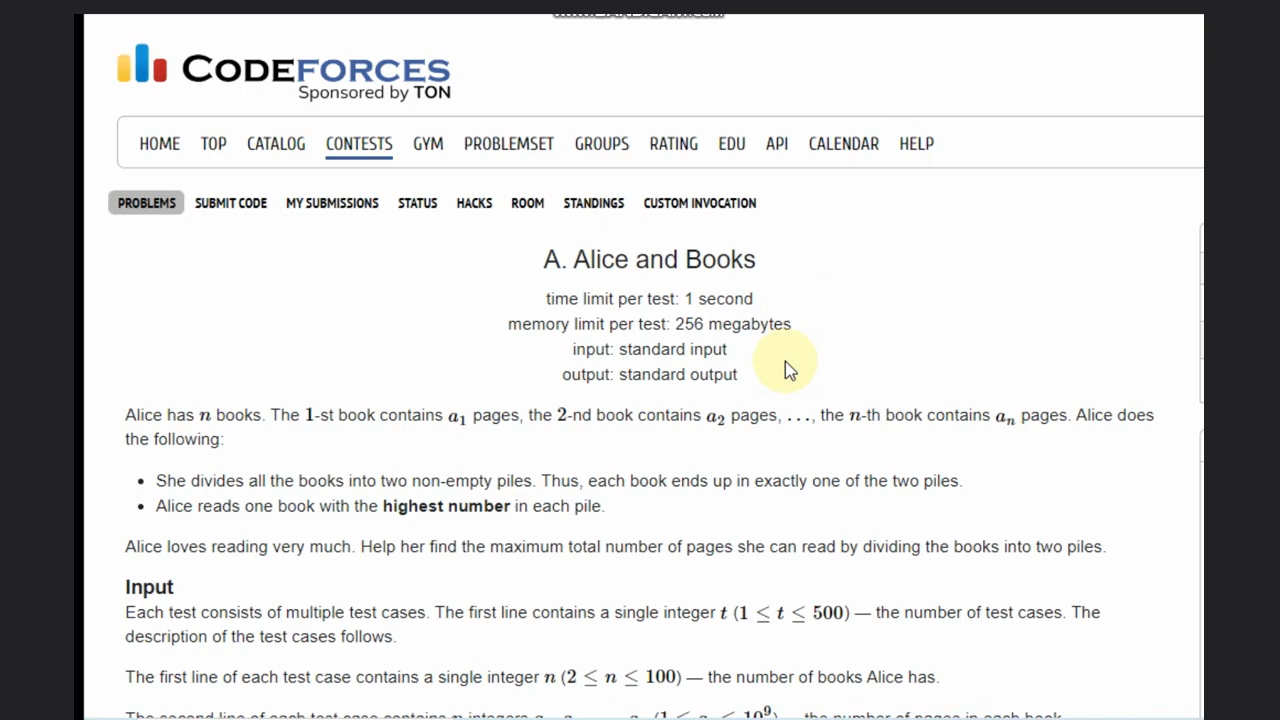 CODEFORCES
Sponsored by TON
HOME TOP CATALOG CONTESTS GYM PROBLEMSET GROUPS RATING EDU API CALENDAR HELP
PROBLEMS SUBMIT CODE MY SUBMISSIONS STATUS HACKS ROOM STANDINGS CUSTOM INVOCATION
A. Alice and Books
time limit per test: 1 second
memory limit per test: 256 megabytes
input: standard input
output: standard output
Alice has n books. The 1-st book contains a₁ pages, the 2-nd book contains a₂ pages, ..., the n-th book contains aₙ pages. Alice does
the following:
• She divides all the books into two non-empty piles. Thus, each book ends up in exactly one of the two piles.
• Alice reads one book with the highest number in each pile.
Alice loves reading very much. Help her find the maximum total number of pages she can read by dividing the books into two piles.
Input
Each test consists of multiple test cases. The first line contains a single integer t (1 ≤ t ≤ 500) — the number of test cases. The
description of the test cases follows.
The first line of each test case contains a single integer n (2 ≤ n ≤ 100) — the number of books Alice has.